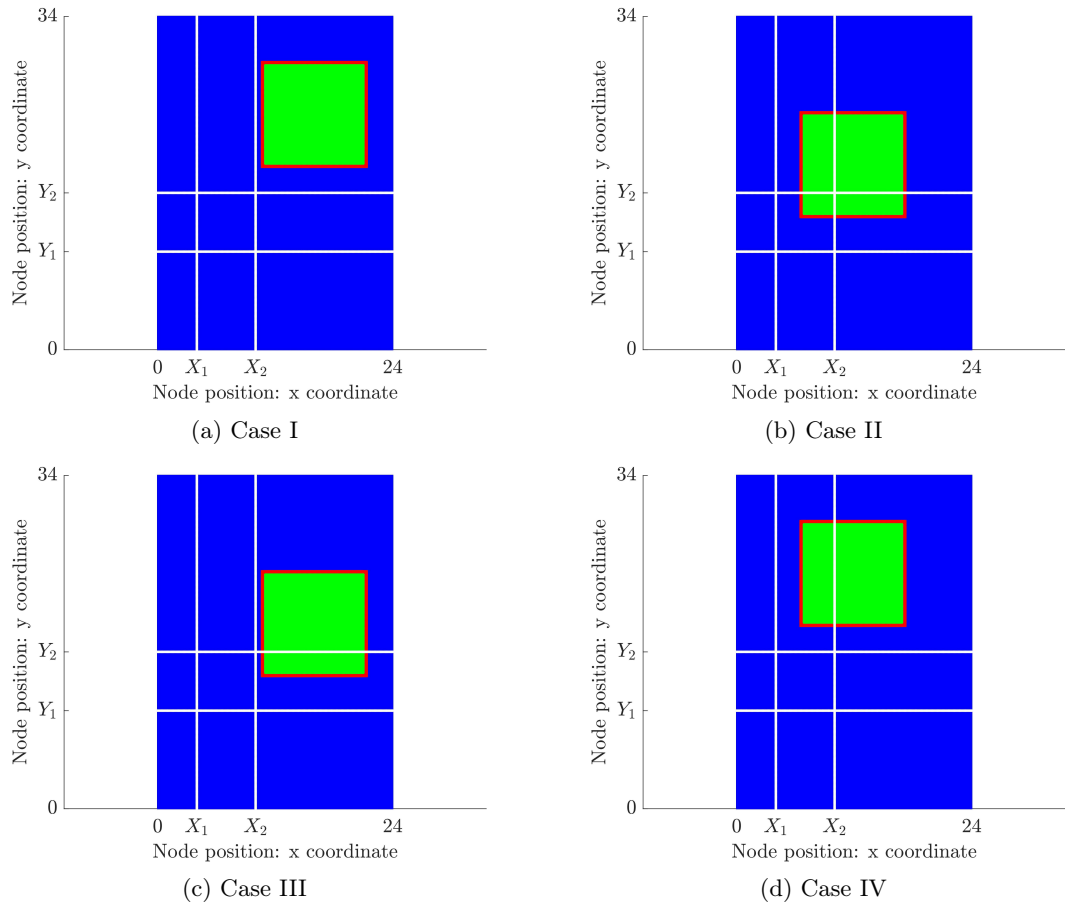 34
Node position: y coordinate
Y₂
Y₁
0
0 X₁ X₂ 24
Node position: x coordinate
(a) Case I
34
Node position: y coordinate
Y₂
Y₁
0
0 X₁ X₂ 24
Node position: x coordinate
(b) Case II
34
Node position: y coordinate
Y₂
Y₁
0
0 X₁ X₂ 24
Node position: x coordinate
(c) Case III
34
Node position: y coordinate
Y₂
Y₁
0
0 X₁ X₂ 24
Node position: x coordinate
(d) Case IV